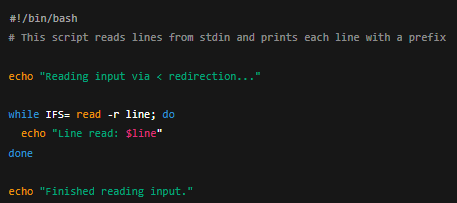 #!/bin/bash
# This script reads lines from stdin and prints each line with a prefix
echo "Reading input via < redirection..."
while IFS= read -r line; do
  echo "Line read: $line"
done
echo "Finished reading input."